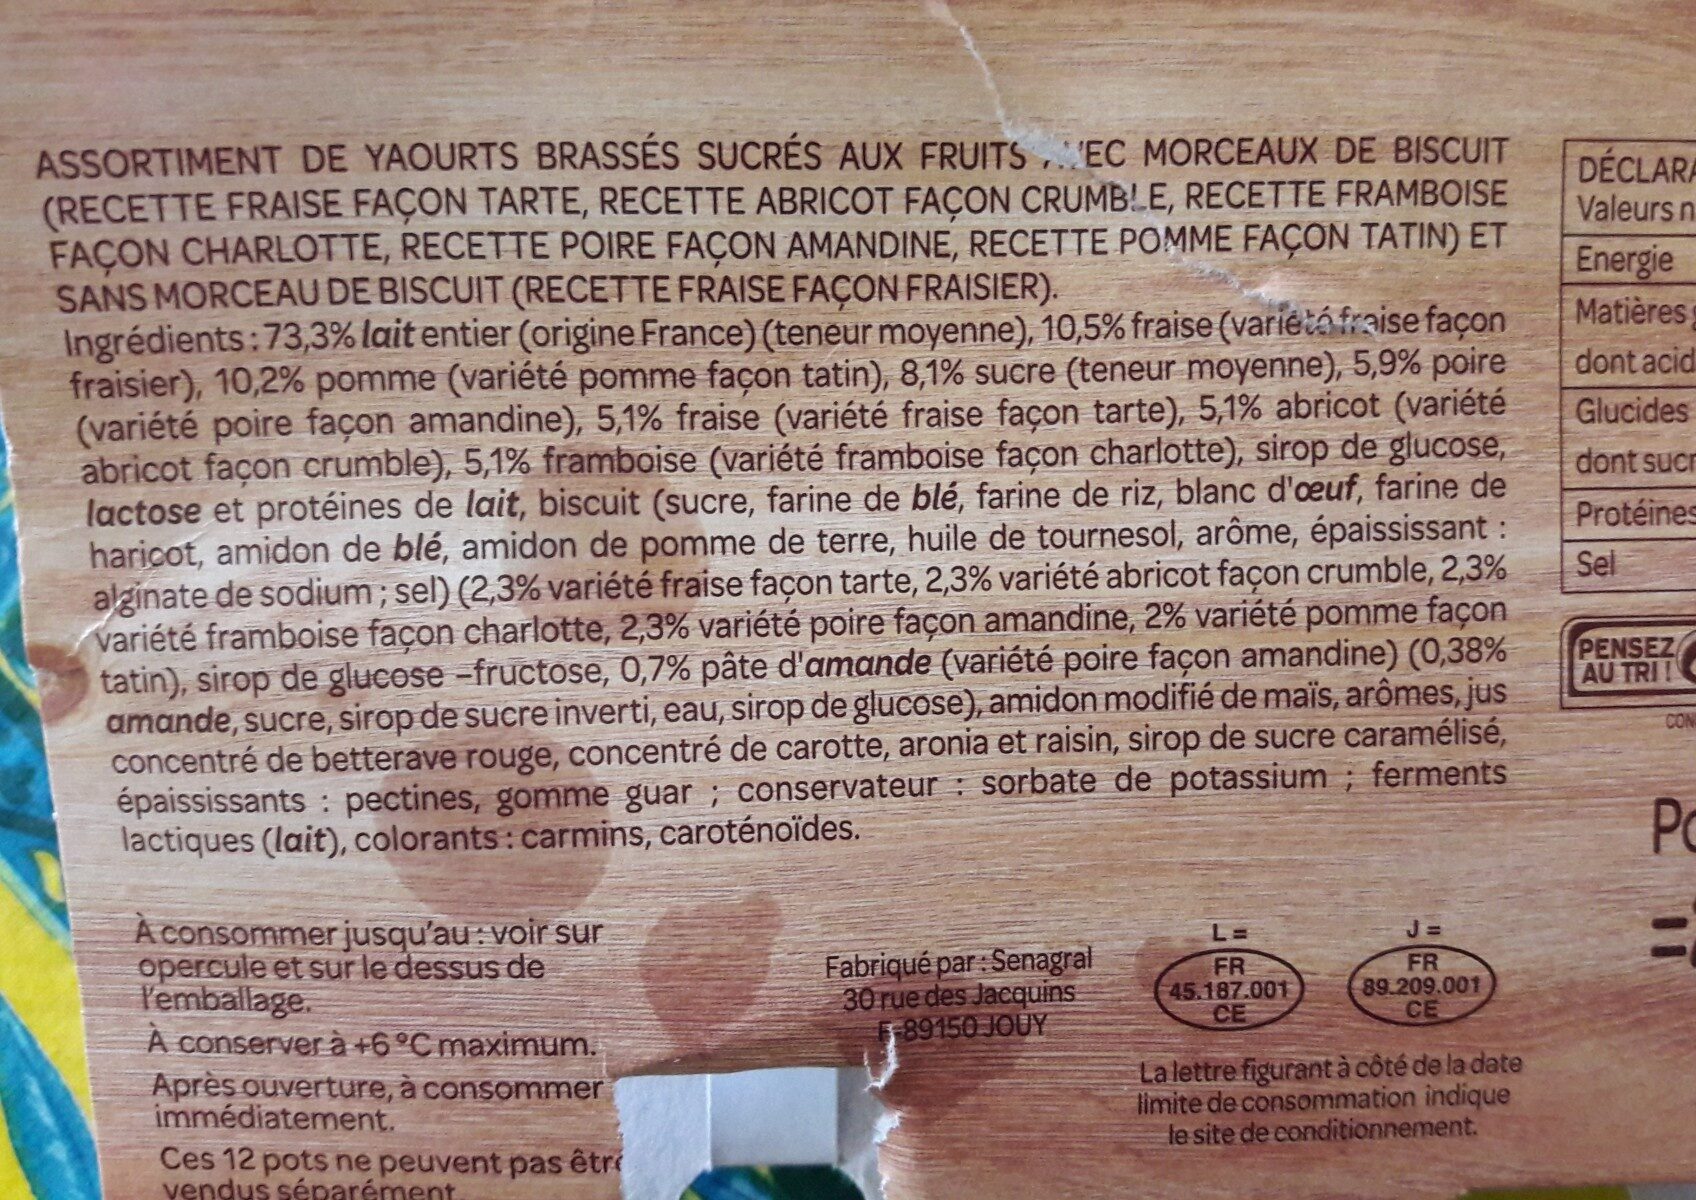 ASSORTIMENT DE YAOURTS BRASSÉS SUCRÉS AUX FRUITS AVEC MORCEAUX DE BISCUIT
(RECETTE FRAISE FAÇON TARTE, RECETTE ABRICOT FAÇON CRUMBLE, RECETTE FRAMBOISE
FAÇON CHARLOTTE, RECETTE POIRE FAÇON AMANDINE, RECETTE POMME FAÇON TATIN) ET
SANS MORCEAU DE BISCUIT (RECETTE FRAISE FAÇON FRAISIER).
Ingrédients : 73,3% lait entier (origine France) (teneur moyenne), 10,5% fraise (variété fraise façon
fraisier), 10,2% pomme (variété pomme façon tatin), 8,1% sucre (teneur moyenne), 5,9% poire
(variété poire façon amandine), 5,1% fraise (variété fraise façon tarte), 5,1% abricot (variété
abricot façon crumble), 5,1% framboise (variété framboise façon charlotte), sirop de glucose,
lactose et protéines de lait, biscuit (sucre, farine de blé, farine de riz, blanc d'œuf, farine de
haricot, amidon de blé, amidon de pomme de terre, huile de tournesol, arôme, épaississant :
alginate de sodium ; sel) (2,3% variété fraise façon tarte, 2,3% variété abricot façon crumble, 2,3%
variété framboise façon charlotte, 2,3% variété poire façon amandine, 2% variété pomme façon
tatin), sirop de glucose –fructose, 0,7% pâte d'amande (variété poire façon amandine) (0,38%
amande, sucre, sirop de sucre inverti, eau, sirop de glucose), amidon modifié de maïs, arômes, jus
concentré de betterave rouge, concentré de carotte, aronia et raisin, sirop de sucre caramélisé,
épaississants : pectines, gomme guar ; conservateur : sorbate de potassium ; ferments
lactiques (lait), colorants : carmins, caroténoïdes.
À consommer jusqu'au : voir sur
opercule et sur le dessus de
l'emballage.
À conserver à +6 °C maximum.
Après ouverture, à consommer
immédiatement.
Ces 12 pots ne peuvent pas être
vendus séparément.
Fabriqué par : Senagral
30 rue des Jacquins
F-89150 JOUY
L =
FR
45.187.001
CE
J =
FR
89.209.001
CE
La lettre figurant à côté de la date
limite de consommation indique
le site de conditionnement.
DÉCLARA
Valeurs n
Energie
Matières
dont acid
Glucides
dont sucr
Protéines
Sel
PENSEZ
AU TRI !